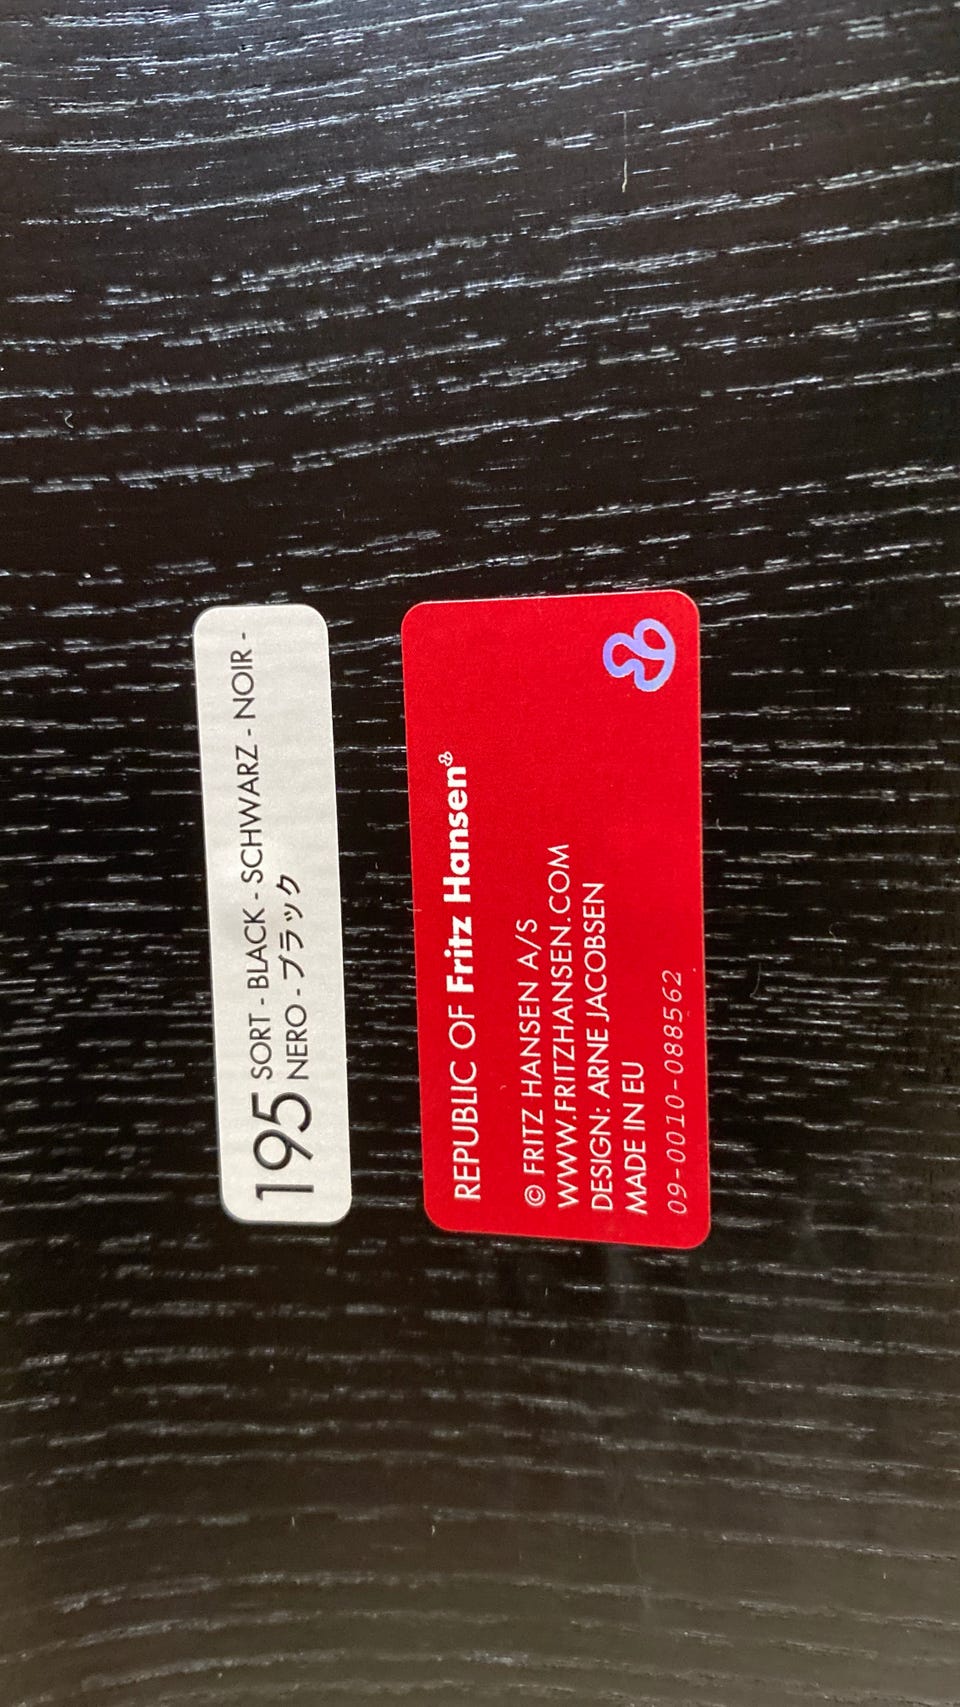 195 SORT - BLACK - SCHWARZ - NOIR -
NERO - ブラック
REPUBLIC OF Fritz Hansen
© FRITZ HANSEN A/S
WWW.FRITZHANSEN.COM
DESIGN: ARNE JACOBSEN
MADE IN EU
09-0010-088562